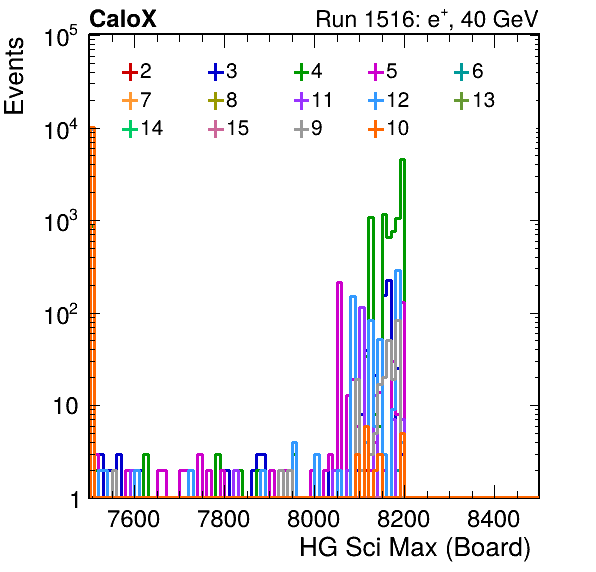 CaloX Run 1516: e⁺, 40 GeV
Events
10⁵
10⁴
10³
10²
10
1
2 3 4 5 6
7 8 11 12 13
14 15 9 10
7600 7800 8000 8200 8400
HG Sci Max (Board)